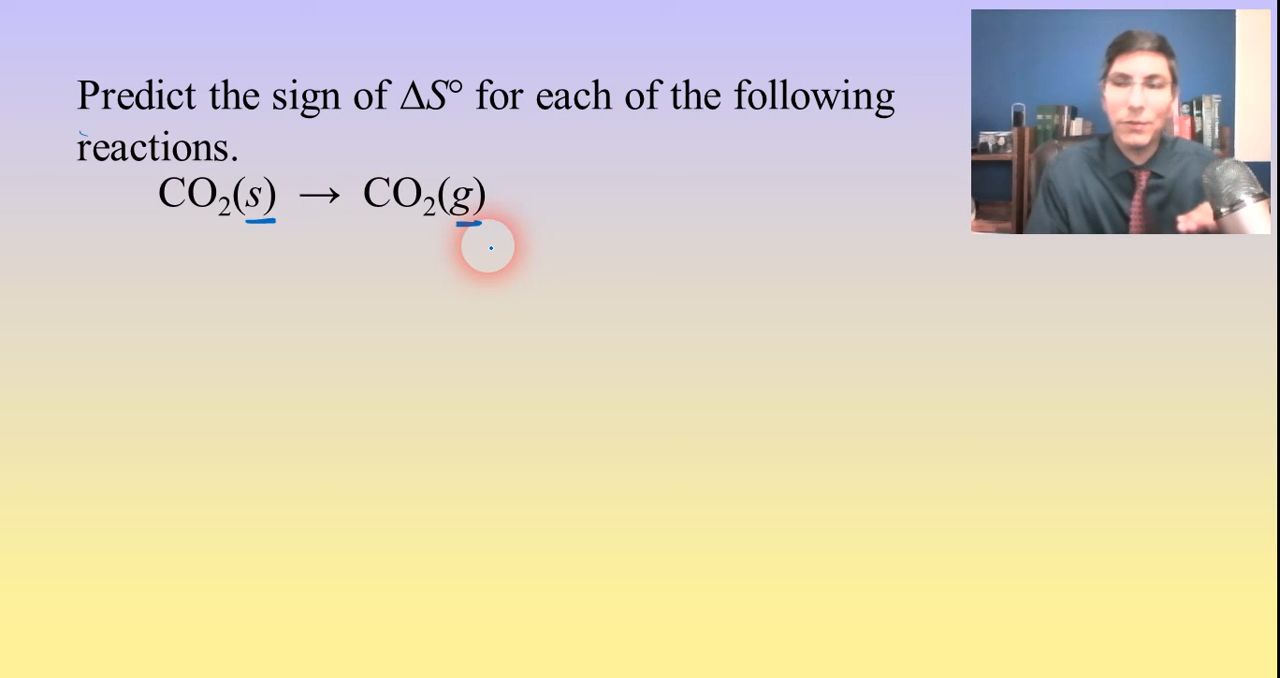 Predict the sign of ΔS° for each of the following
reactions.
CO₂(s) → CO₂(g)